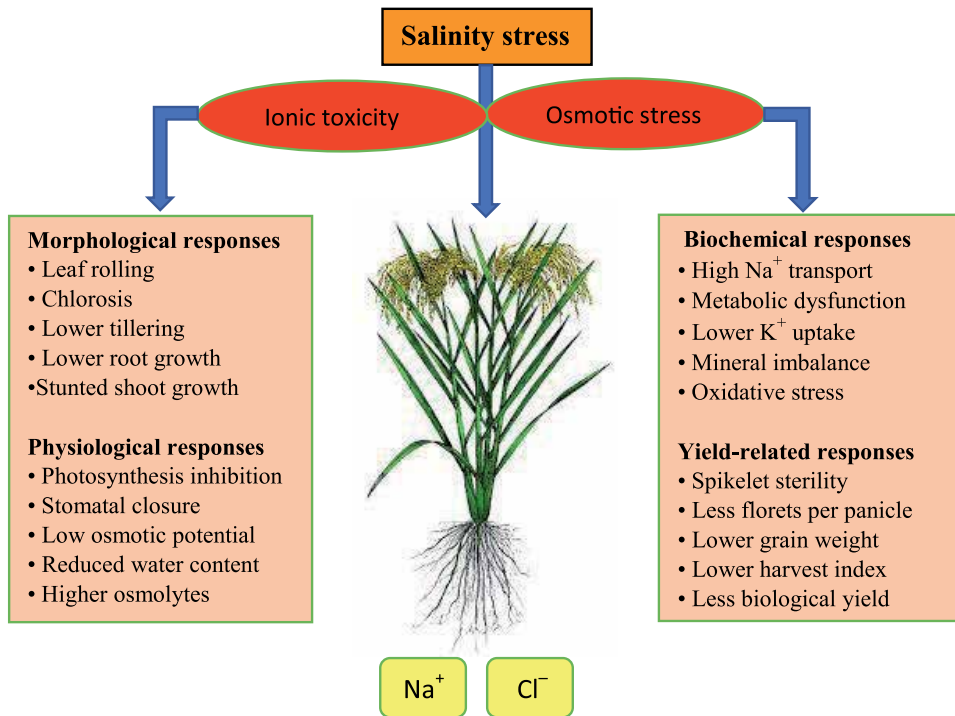 Salinity stress
Ionic toxicity
Osmotic stress
Morphological responses
• Leaf rolling
• Chlorosis
• Lower tillering
• Lower root growth
•Stunted shoot growth
Physiological responses
• Photosynthesis inhibition
• Stomatal closure
• Low osmotic potential
• Reduced water content
• Higher osmolytes
Biochemical responses
• High Na⁺ transport
• Metabolic dysfunction
• Lower K⁺ uptake
• Mineral imbalance
• Oxidative stress
Yield-related responses
• Spikelet sterility
• Less florets per panicle
• Lower grain weight
• Lower harvest index
• Less biological yield
Na⁺
Cl⁻